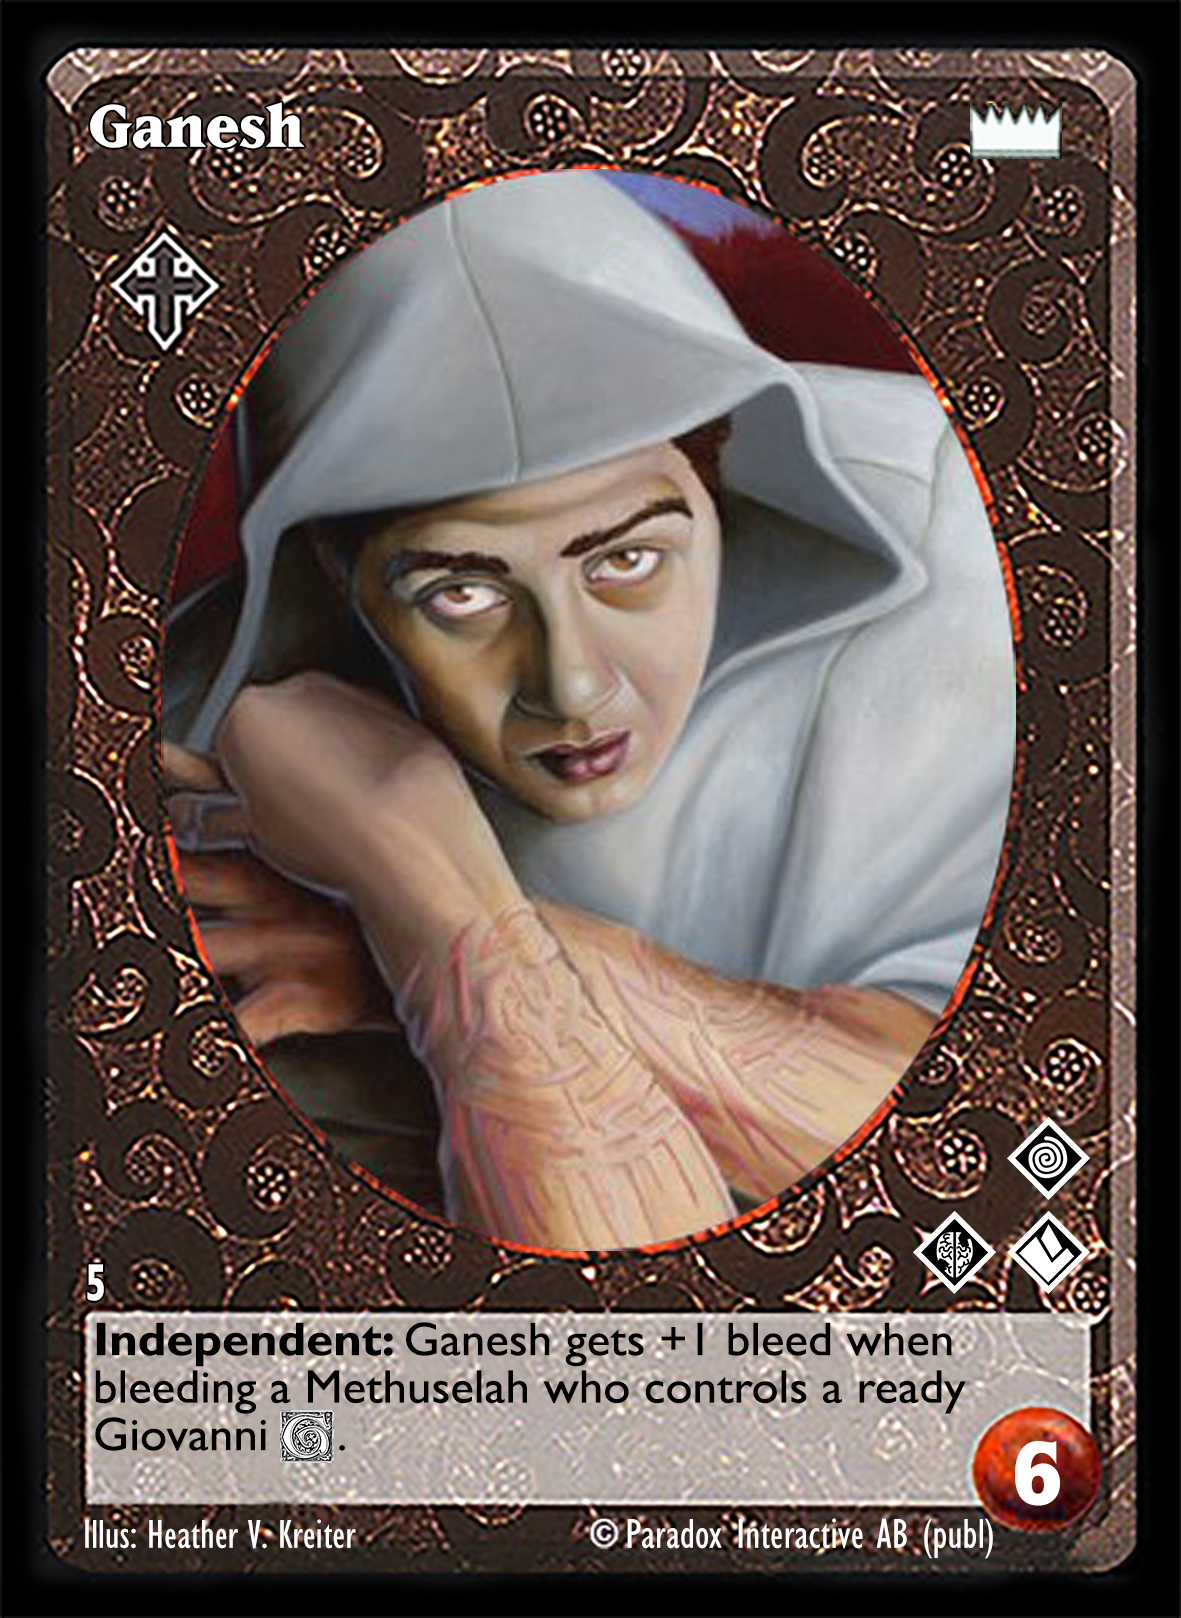 Ganesh
5
Independent: Ganesh gets +1 bleed when
bleeding a Methuselah who controls a ready
Giovanni G.
6
Illus: Heather V. Kreiter
© Paradox Interactive AB (publ)